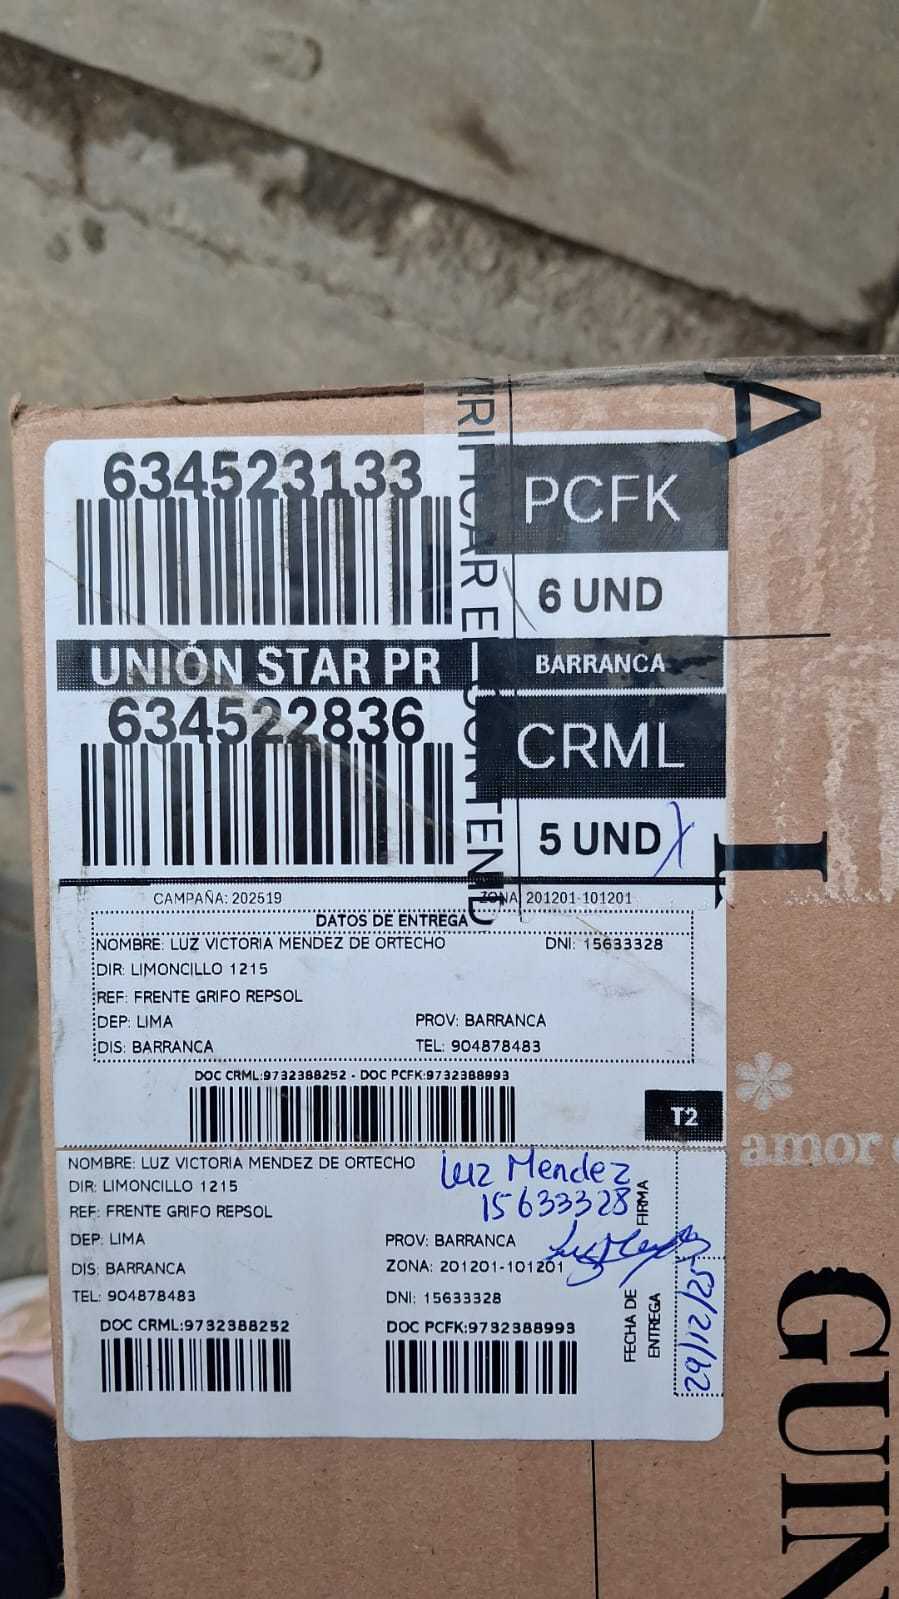 634523133
PCFK
6 UND
UNIÓN STAR PR
BARRANCA
634522836
CRML
5 UND
CAMPAÑA: 202519 ZONA: 201201-101201
DATOS DE ENTREGA
NOMBRE: LUZ VICTORIA MENDEZ DE ORTECHO DNI: 15633328
DIR: LIMONCILLO 1215
REF: FRENTE GRIFO REPSOL
DEP: LIMA PROV: BARRANCA
DIS: BARRANCA TEL: 904878483
DOC CRML:9732388252 - DOC PCFK:9732388993
T2
NOMBRE: LUZ VICTORIA MENDEZ DE ORTECHO
DIR: LIMONCILLO 1215
REF: FRENTE GRIFO REPSOL
DEP: LIMA PROV: BARRANCA
DIS: BARRANCA ZONA: 201201-101201
TEL: 904878483 DNI: 15633328
DOC CRML:9732388252 DOC PCFK:9732388993
Luz Mendez
15633328
FIRMA
FECHA DE
ENTREGA
29/12/25
amor
GUIN